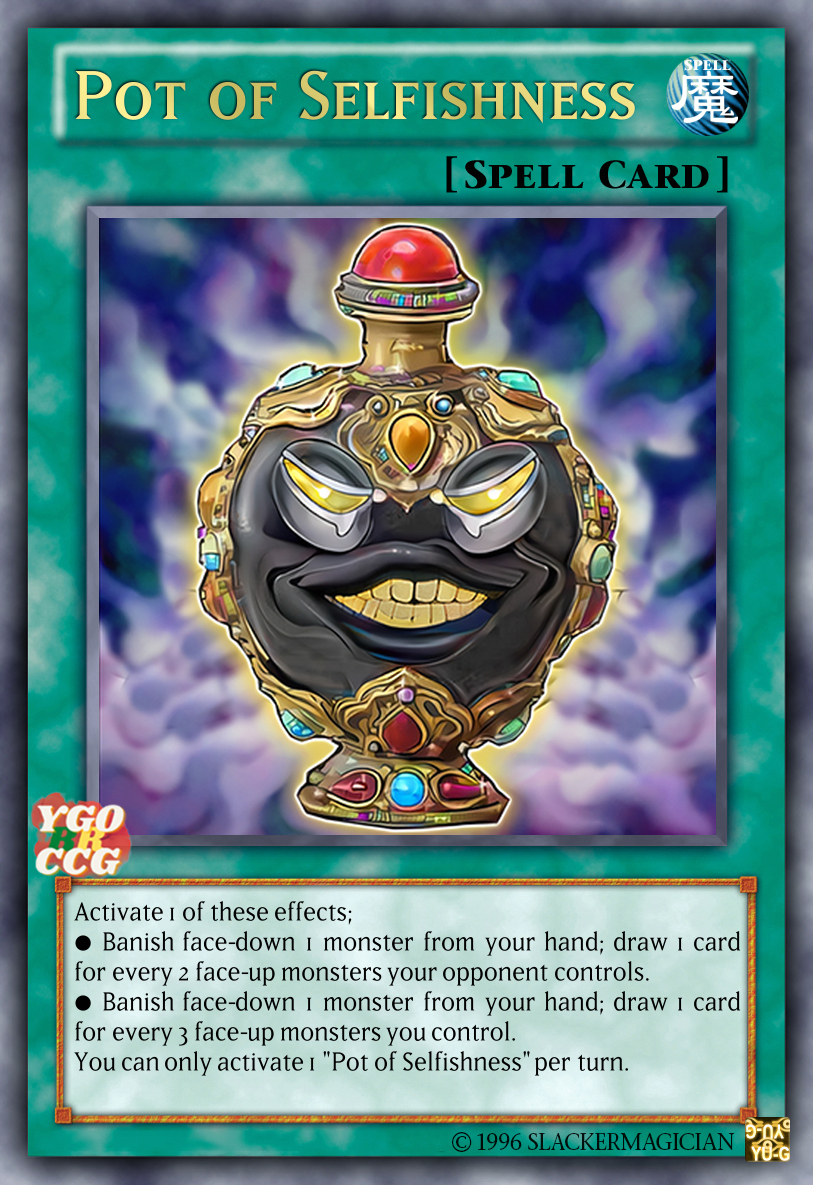 Pot of Selfishness
SPELL
魔
[Spell Card]
YGO
BR
CCG
Activate 1 of these effects;
● Banish face-down 1 monster from your hand; draw 1 card
for every 2 face-up monsters your opponent controls.
● Banish face-down 1 monster from your hand; draw 1 card
for every 3 face-up monsters you control.
You can only activate 1 "Pot of Selfishness" per turn.
© 1996 SLACKERMAGICIAN